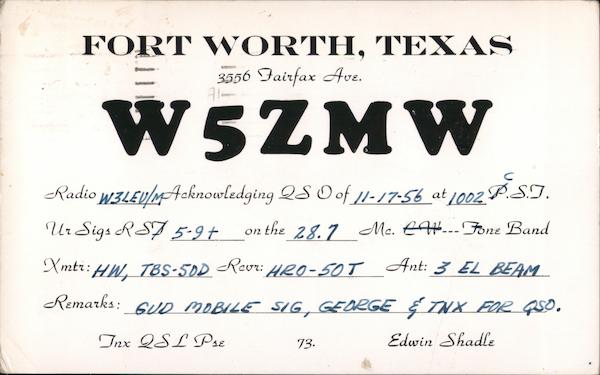 FORT WORTH, TEXAS
3556 Fairfax Ave.
W5ZMW
Radio W3LEV/M Acknowledging QSO of 11-17-56 at 1002 C.S.T.
Ur Sigs RST 5-9+ on the 28.7 Mc. CW --- Fone Band
Xmtr: HW, TBS-50D Rcvr: HRO-50T Ant: 3 EL BEAM
Remarks: GUD MOBILE SIG, GEORGE & TNX FOR QSO.
Tnx QSL Pse 73. Edwin Shadle